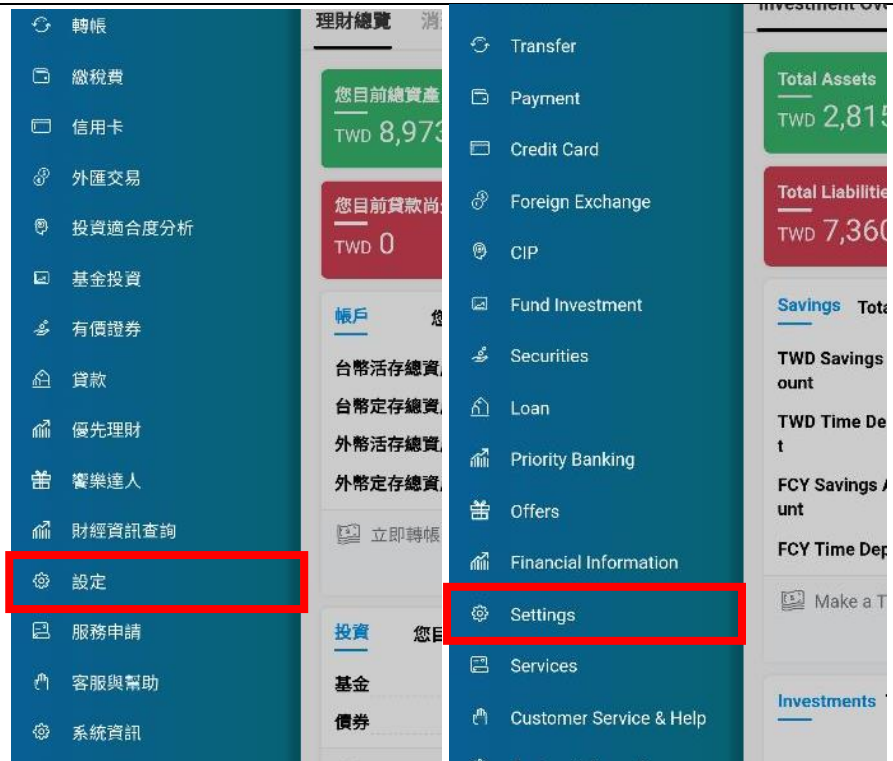 轉帳
繳稅費
信用卡
外匯交易
投資適合度分析
基金投資
有價證券
貸款
優先理財
饗樂達人
財經資訊查詢
設定
服務申請
客服與幫助
系統資訊
理財總覽 消
您目前總資產
TWD 8,973
您目前貸款尚
TWD 0
帳戶 您
台幣活存總資
台幣定存總資
外幣活存總資
外幣定存總資
立即轉帳
投資 您目
基金
債券
Transfer
Payment
Credit Card
Foreign Exchange
CIP
Fund Investment
Securities
Loan
Priority Banking
Offers
Financial Information
Settings
Services
Customer Service & Help
Investment Ove
Total Assets
TWD 2,815
Total Liabilitie
TWD 7,360
Savings Tota
TWD Savings
ount
TWD Time De
t
FCY Savings A
unt
FCY Time Dep
Make a T
Investments